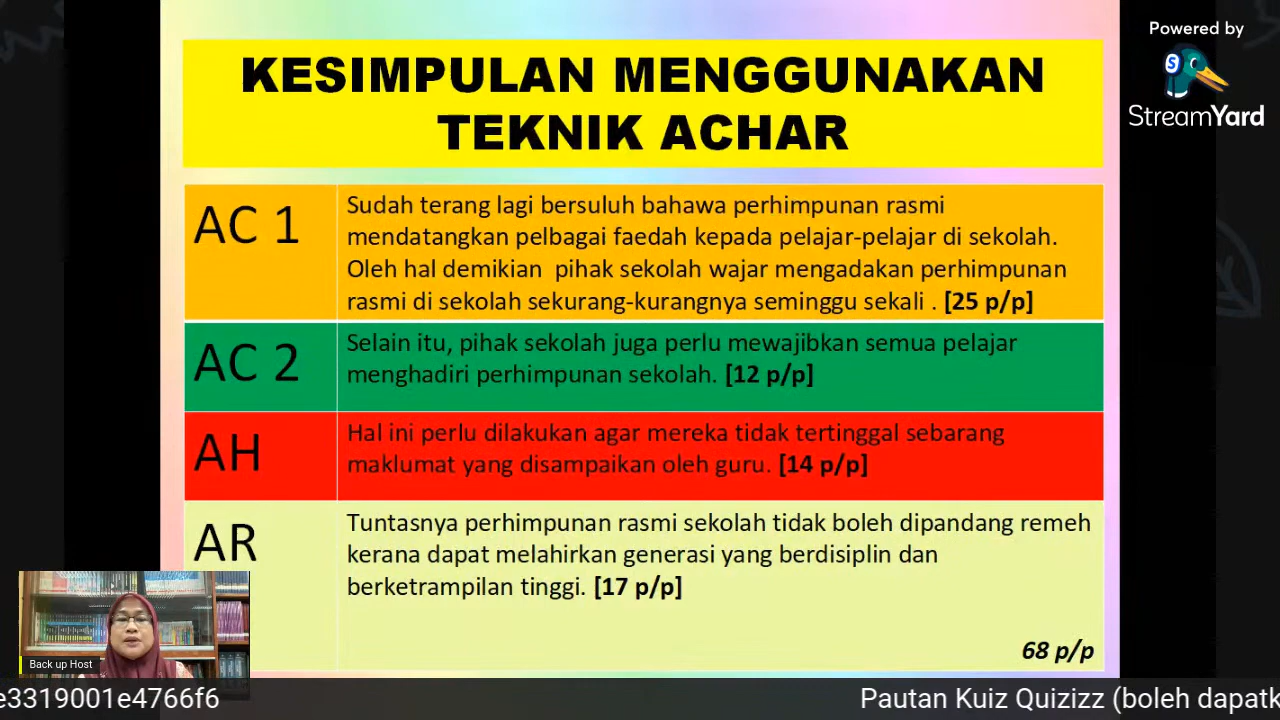 Powered by
S
StreamYard
KESIMPULAN MENGGUNAKAN
TEKNIK ACHAR
AC 1
Sudah terang lagi bersuluh bahawa perhimpunan rasmi
mendatangkan pelbagai faedah kepada pelajar-pelajar di sekolah.
Oleh hal demikian pihak sekolah wajar mengadakan perhimpunan
rasmi di sekolah sekurang-kurangnya seminggu sekali . [25 p/p]
AC 2
Selain itu, pihak sekolah juga perlu mewajibkan semua pelajar
menghadiri perhimpunan sekolah. [12 p/p]
AH
Hal ini perlu dilakukan agar mereka tidak tertinggal sebarang
maklumat yang disampaikan oleh guru. [14 p/p]
AR
Tuntasnya perhimpunan rasmi sekolah tidak boleh dipandang remeh
kerana dapat melahirkan generasi yang berdisiplin dan
berketrampilan tinggi. [17 p/p]
68 p/p
Back up Host
e3319001e4766f6
Pautan Kuiz Quizizz (boleh dapatk